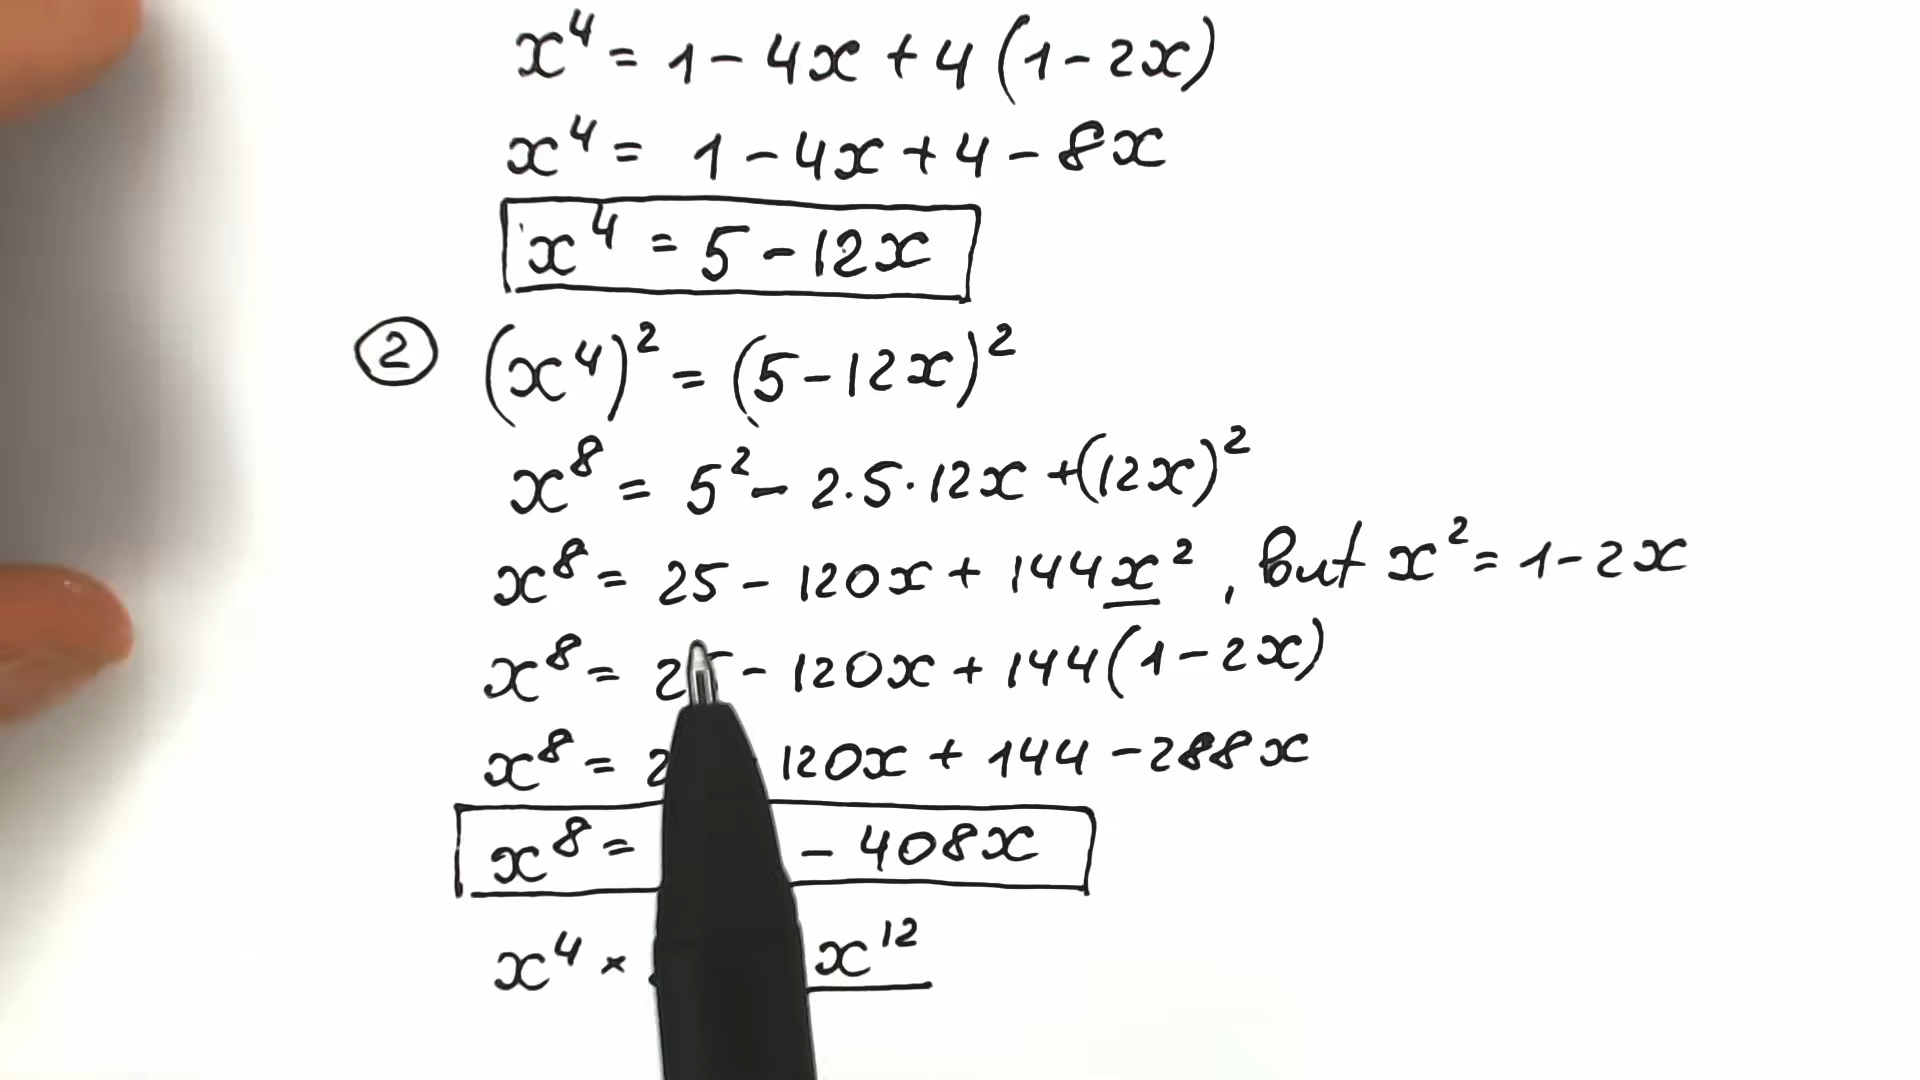 x⁴ = 1 - 4x + 4 (1 - 2x)
x⁴ = 1 - 4x + 4 - 8x
x⁴ = 5 - 12x
② (x⁴)² = (5 - 12x)²
x⁸ = 5² - 2·5·12x + (12x)²
x⁸ = 25 - 120x + 144x² , but x² = 1 - 2x
x⁸ = 25 - 120x + 144(1 - 2x)
x⁸ = 2 120x + 144 - 288x
x⁸ = - 408x
x⁴ × x¹²